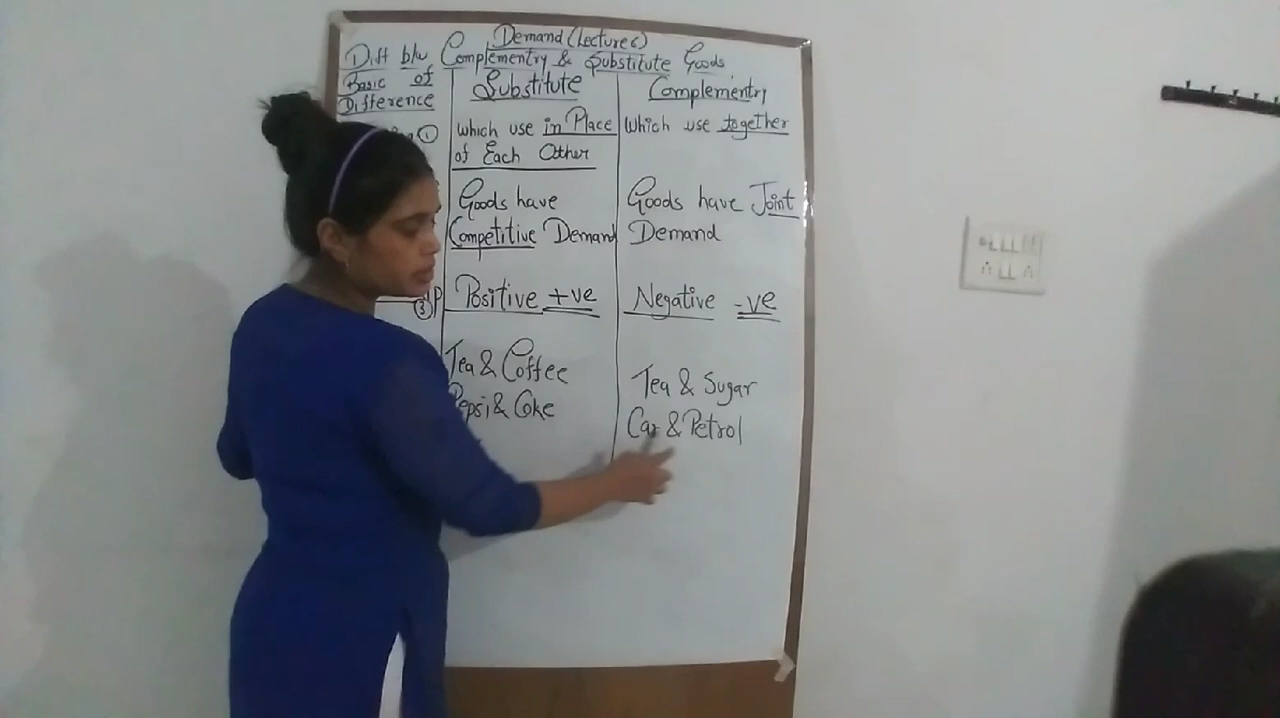 Demand (Lecture 6)
Diff b/w Complementry & Substitute Goods
Basic of
Difference
Substitute
Complementry
①
which use in Place
of Each Other
Which use together
Goods have
Competitive Demand
Goods have Joint
Demand
③
Positive +ve
Negative -ve
Tea & Coffee
Pepsi & Coke
Tea & Sugar
Car & Petrol